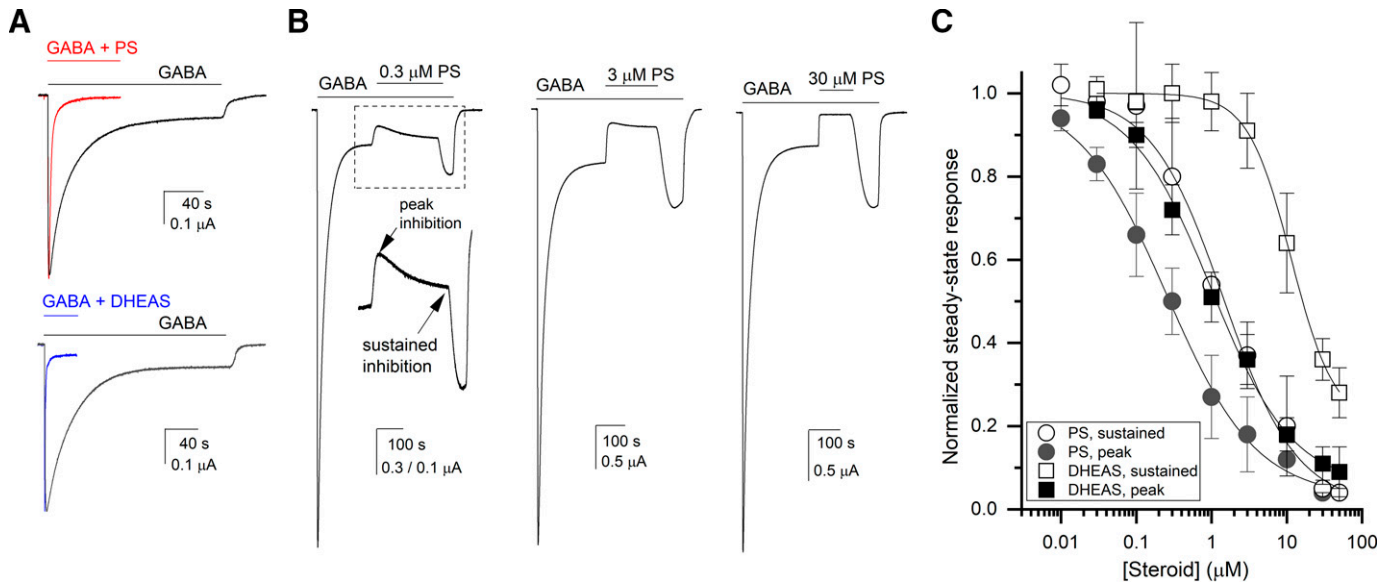 A
GABA + PS
GABA
40 s
0.1 μA
GABA + DHEAS
GABA
40 s
0.1 μA
B
GABA 0.3 μM PS
peak
inhibition
sustained
inhibition
100 s
0.3 / 0.1 μA
GABA 3 μM PS
100 s
0.5 μA
GABA 30 μM PS
100 s
0.5 μA
C
Normalized steady-state response
1.0
0.8
0.6
0.4
0.2
0.0
PS, sustained
PS, peak
DHEAS, sustained
DHEAS, peak
0.01 0.1 1 10 100
[Steroid] (μM)